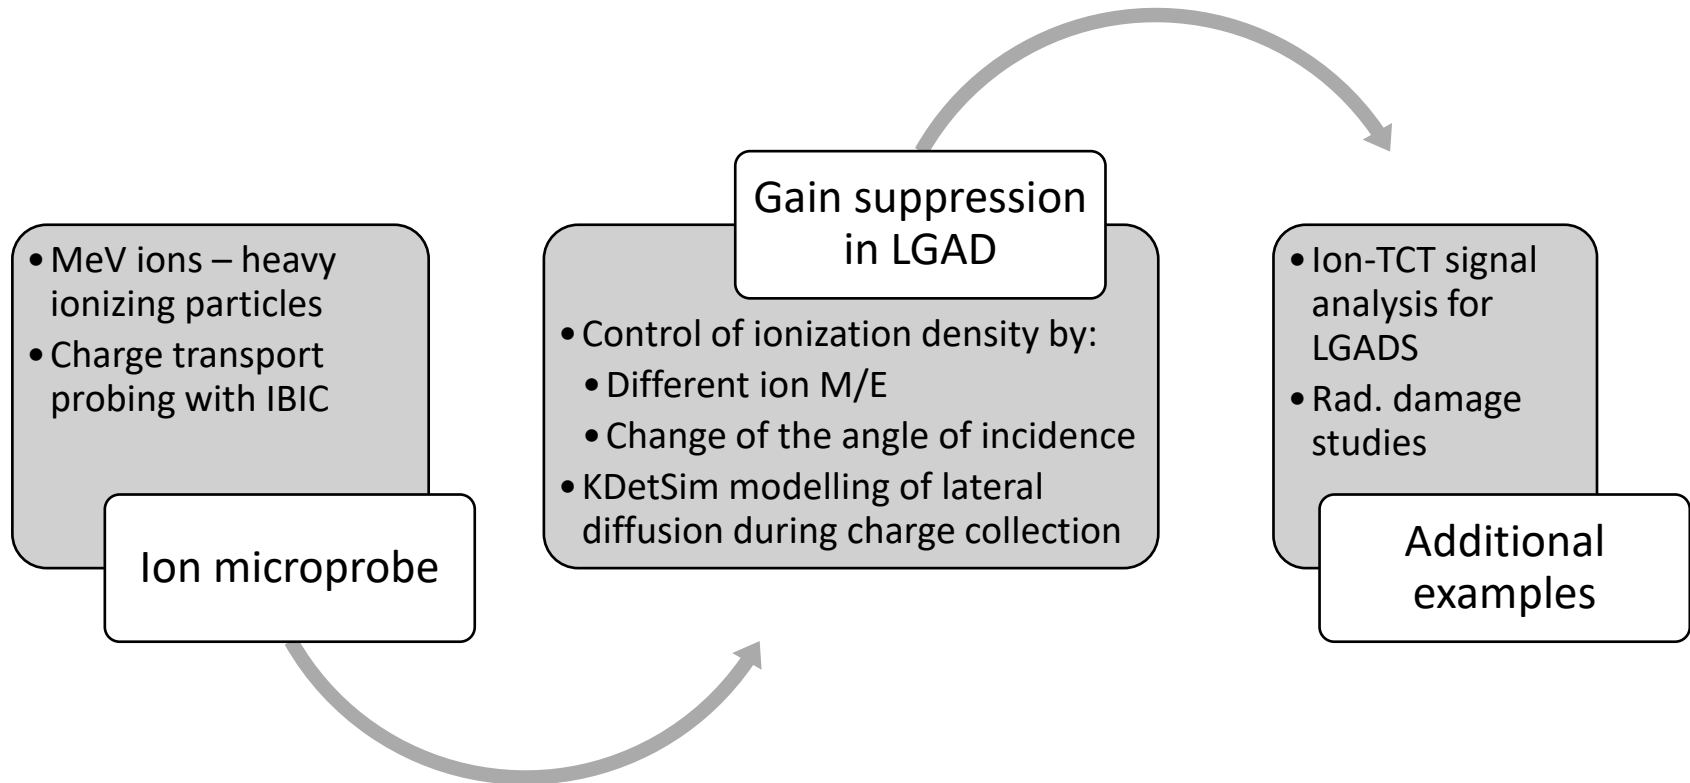 • MeV ions – heavy
ionizing particles
• Charge transport
probing with IBIC
Ion microprobe
Gain suppression
in LGAD
• Control of ionization density by:
• Different ion M/E
• Change of the angle of incidence
• KDetSim modelling of lateral
diffusion during charge collection
• Ion-TCT signal
analysis for
LGADS
• Rad. damage
studies
Additional
examples